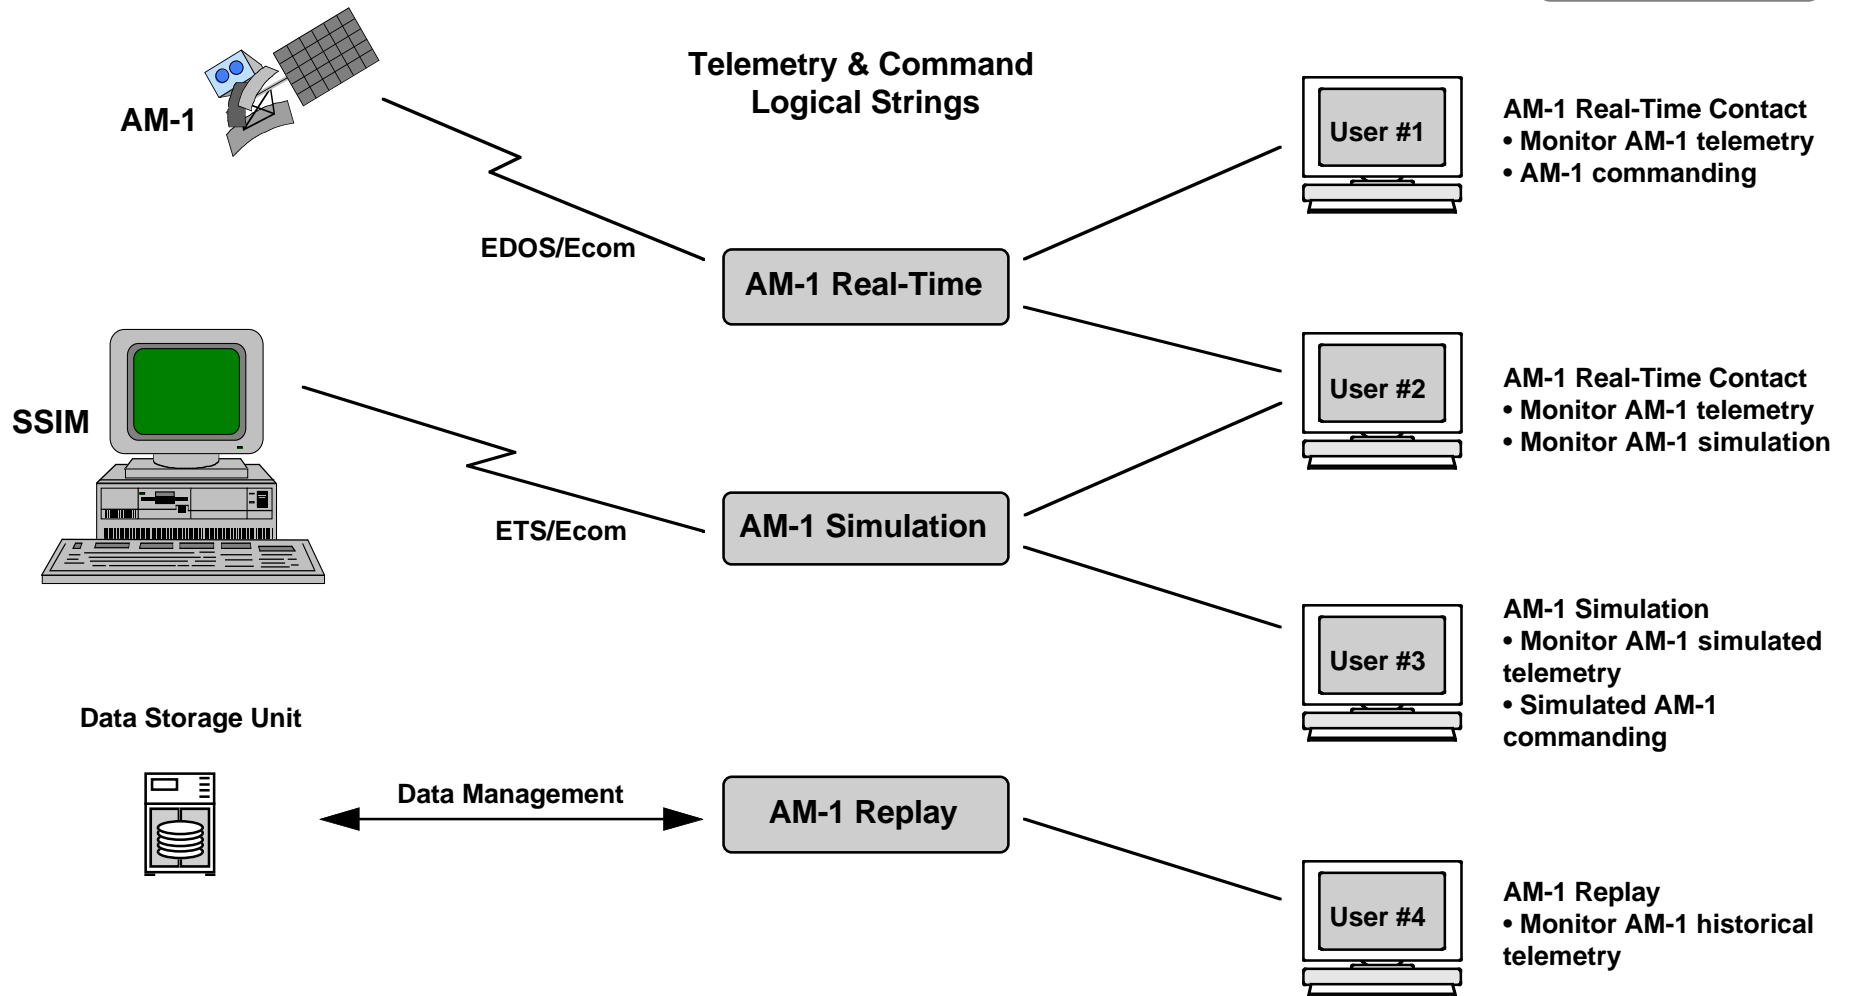 Telemetry & Command
Logical Strings
AM-1
EDOS/Ecom
AM-1 Real-Time
User #1
AM-1 Real-Time Contact
• Monitor AM-1 telemetry
• AM-1 commanding
User #2
AM-1 Real-Time Contact
• Monitor AM-1 telemetry
• Monitor AM-1 simulation
SSIM
ETS/Ecom
AM-1 Simulation
User #3
AM-1 Simulation
• Monitor AM-1 simulated
telemetry
• Simulated AM-1
commanding
Data Storage Unit
Data Management
AM-1 Replay
User #4
AM-1 Replay
• Monitor AM-1 historical
telemetry